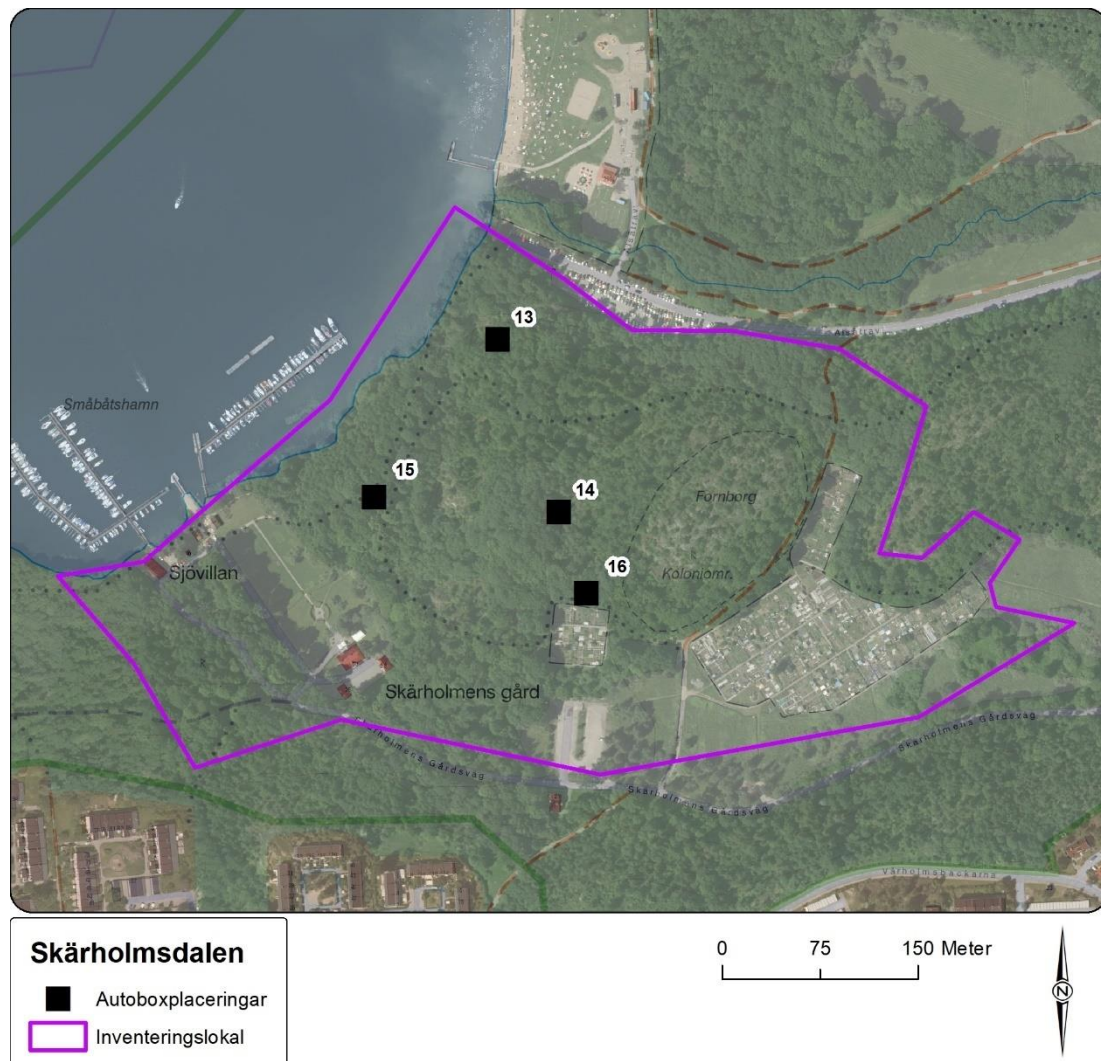 13
Småbåtshamn
15
14
Fornborg
Koloniomr.
16
Sjövillan
Skärholmens gård
Skärholmens Gårdsväg
Skärholmens Gårdsväg
Skärholmens Gårdsväg
Vårholmsbackarna
Skärholmsdalen
Autoboxplaceringar
Inventeringslokal
0 75 150 Meter
N